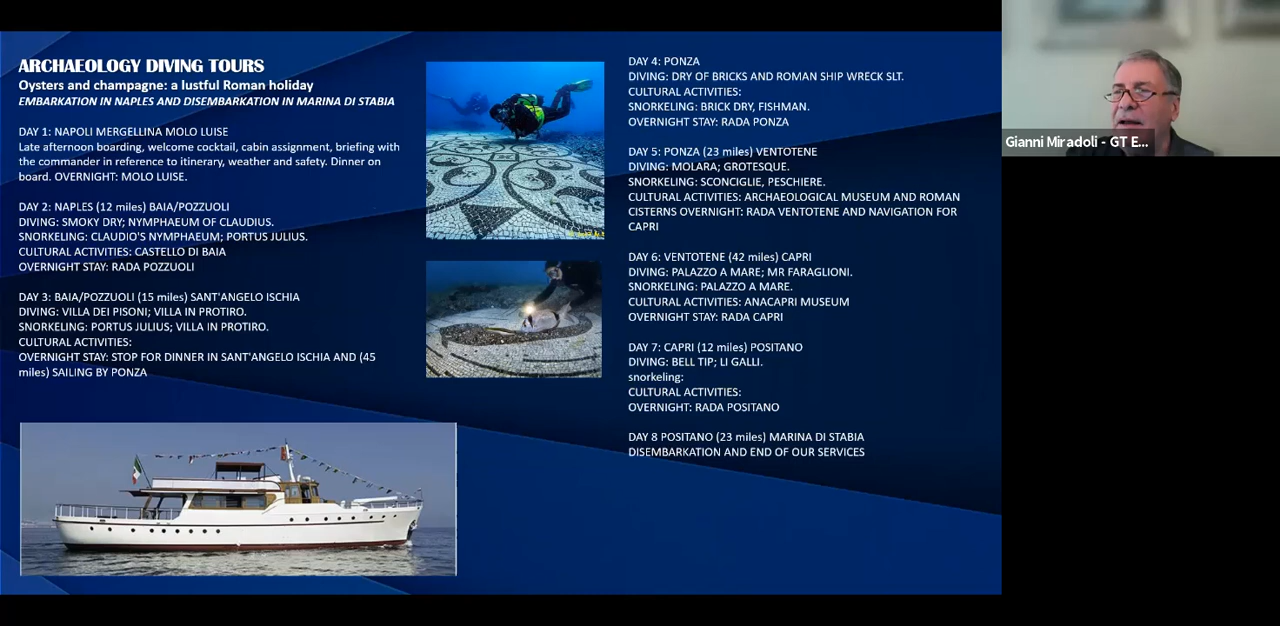 ARCHAEOLOGY DIVING TOURS
Oysters and champagne: a lustful Roman holiday
EMBARKATION IN NAPLES AND DISEMBARKATION IN MARINA DI STABIA
DAY 1: NAPOLI MERGELLINA MOLO LUISE
Late afternoon boarding, welcome cocktail, cabin assignment, briefing with
the commander in reference to itinerary, weather and safety. Dinner on
board. OVERNIGHT: MOLO LUISE.
DAY 2: NAPLES (12 miles) BAIA/POZZUOLI
DIVING: SMOKY DRY; NYMPHAEUM OF CLAUDIUS.
SNORKELING: CLAUDIO'S NYMPHAEUM; PORTUS JULIUS.
CULTURAL ACTIVITIES: CASTELLO DI BAIA
OVERNIGHT STAY: RADA POZZUOLI
DAY 3: BAIA/POZZUOLI (15 miles) SANT'ANGELO ISCHIA
DIVING: VILLA DEI PISONI; VILLA IN PROTIRO.
SNORKELING: PORTUS JULIUS; VILLA IN PROTIRO.
CULTURAL ACTIVITIES:
OVERNIGHT STAY: STOP FOR DINNER IN SANT'ANGELO ISCHIA AND (45
miles) SAILING BY PONZA
DAY 4: PONZA
DIVING: DRY OF BRICKS AND ROMAN SHIP WRECK SLT.
CULTURAL ACTIVITIES:
SNORKELING: BRICK DRY, FISHMAN.
OVERNIGHT STAY: RADA PONZA
DAY 5: PONZA (23 miles) VENTOTENE
DIVING: MOLARA; GROTESQUE.
SNORKELING: SCONCIGLIE, PESCHIERE.
CULTURAL ACTIVITIES: ARCHAEOLOGICAL MUSEUM AND ROMAN
CISTERNS OVERNIGHT: RADA VENTOTENE AND NAVIGATION FOR
CAPRI
DAY 6: VENTOTENE (42 miles) CAPRI
DIVING: PALAZZO A MARE; MR FARAGLIONI.
SNORKELING: PALAZZO A MARE.
CULTURAL ACTIVITIES: ANACAPRI MUSEUM
OVERNIGHT STAY: RADA CAPRI
DAY 7: CAPRI (12 miles) POSITANO
DIVING: BELL TIP; LI GALLI.
snorkeling:
CULTURAL ACTIVITIES:
OVERNIGHT: RADA POSITANO
DAY 8 POSITANO (23 miles) MARINA DI STABIA
DISEMBARKATION AND END OF OUR SERVICES
Gianni Miradoli - GT E...